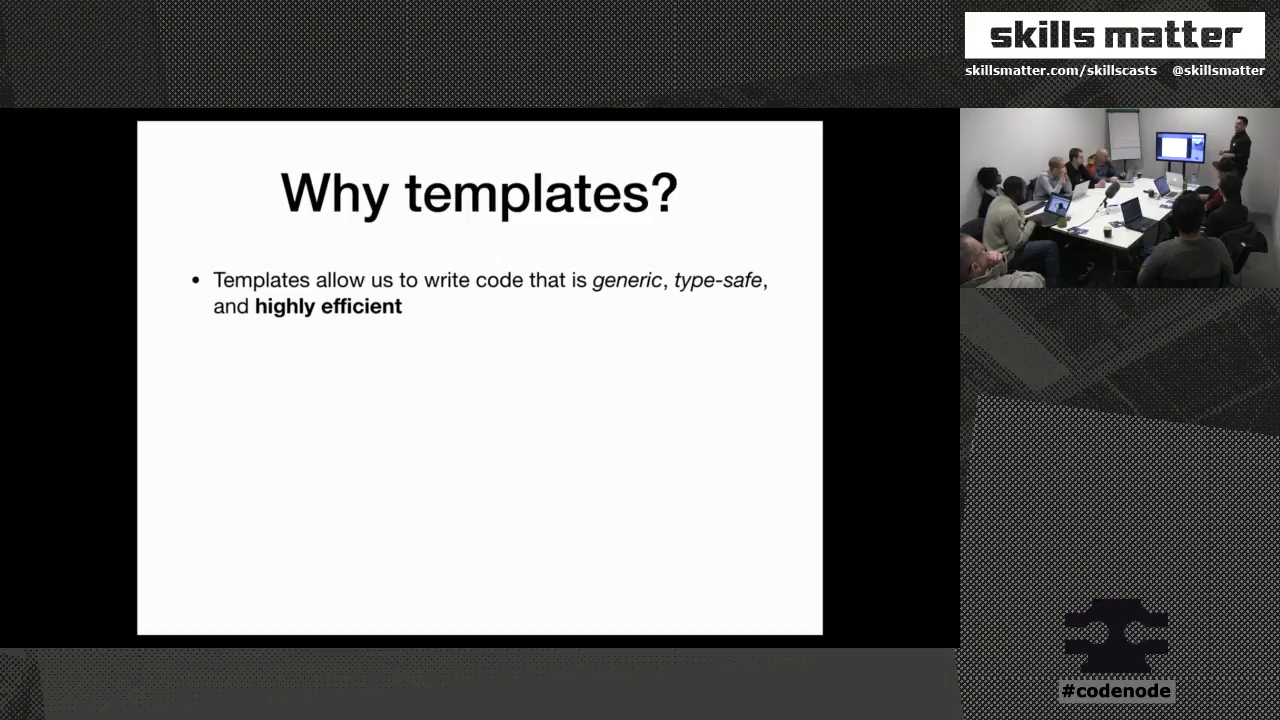 skills matter
skillsmatter.com/skillscasts @skillsmatter
Why templates?
• Templates allow us to write code that is generic, type-safe,
and highly efficient
#codenode